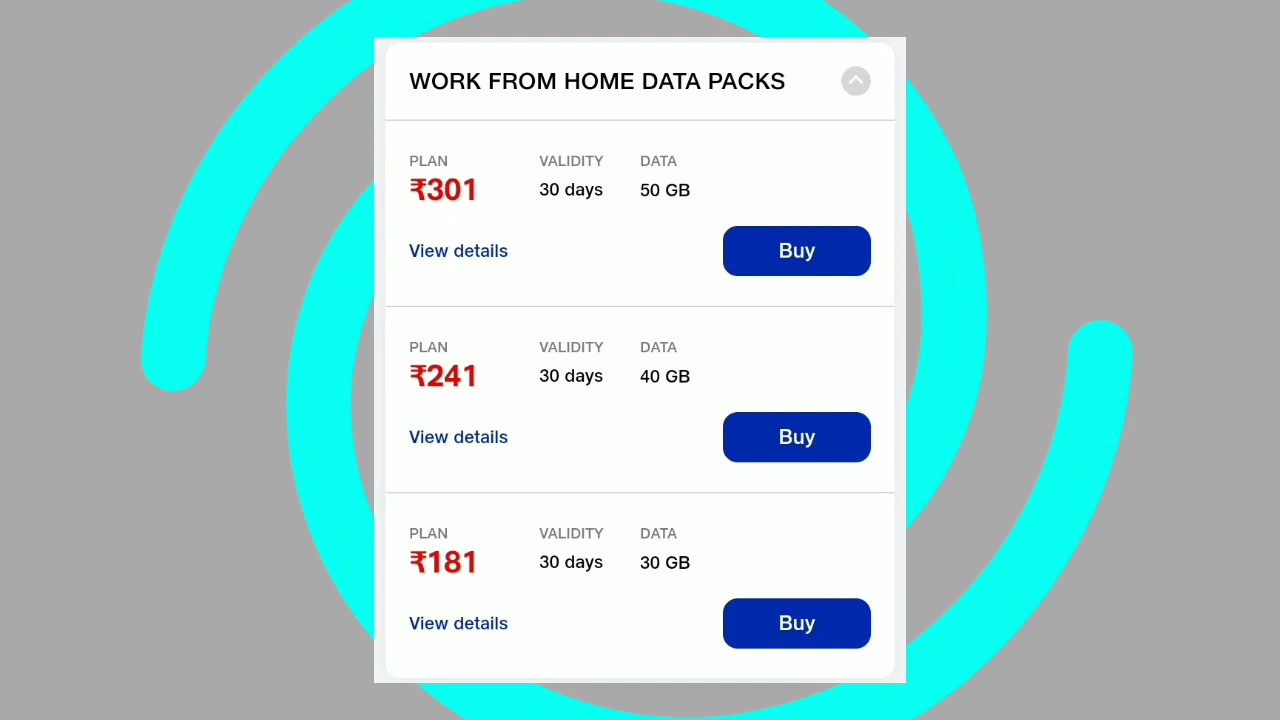 WORK FROM HOME DATA PACKS
PLAN VALIDITY DATA
₹301 30 days 50 GB
View details Buy
PLAN VALIDITY DATA
₹241 30 days 40 GB
View details Buy
PLAN VALIDITY DATA
₹181 30 days 30 GB
View details Buy